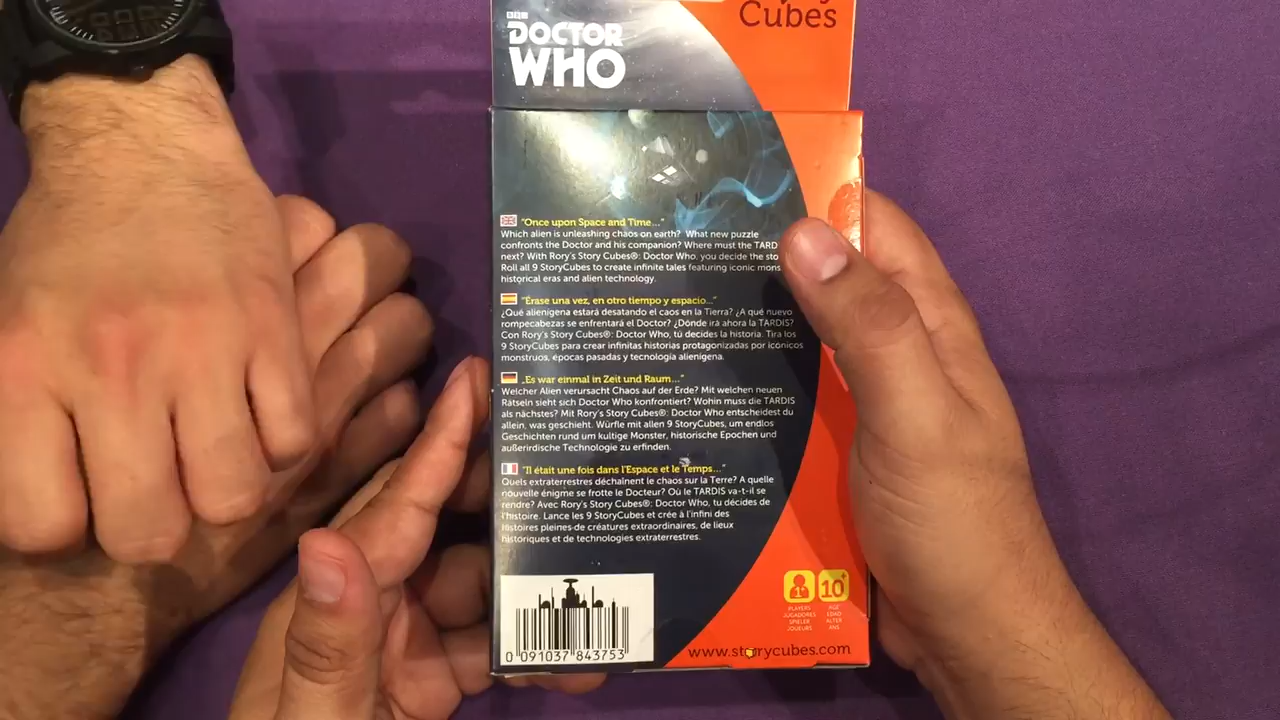 Cubes
BBC
DOCTOR
WHO
"Once upon Space and Time..."
Which alien is unleashing chaos on earth? What new puzzle
confronts the Doctor and his companion? Where must the TARD
next? With Rory's Story Cubes®: Doctor Who, you decide the sto
Roll all 9 StoryCubes to create infinite tales featuring iconic mons
historical eras and alien technology.
"Érase una vez, en otro tiempo y espacio..."
¿Qué alienígena estará desatando el caos en la Tierra? ¿A qué nuevo
rompecabezas se enfrentará el Doctor? ¿Dónde irá ahora la TARDIS?
Con Rory's Story Cubes®: Doctor Who, tú decides la historia. Tira los
9 StoryCubes para crear infinitas historias protagonizadas por icónicos
monstruos, épocas pasadas y tecnología alienígena.
„Es war einmal in Zeit und Raum..."
Welcher Alien verursacht Chaos auf der Erde? Mit welchen neuen
Rätseln sieht sich Doctor Who konfrontiert? Wohin muss die TARDIS
als nächstes? Mit Rory's Story Cubes®: Doctor Who entscheidest du
allein, was geschieht. Würfle mit allen 9 StoryCubes, um endlos
Geschichten rund um kultige Monster, historische Epochen und
außerirdische Technologie zu erfinden.
"Il était une fois dans l'Espace et le Temps..."
Quels extraterrestres déchaînent le chaos sur la Terre? A quelle
nouvelle énigme se frotte le Docteur? Où le TARDIS va-t-il se
rendre? Avec Rory's Story Cubes®: Doctor Who, tu décides de
l'histoire. Lance les 9 StoryCubes et crée à l'infini des
histoires pleines de créatures extraordinaires, de lieux
historiques et de technologies extraterrestres.
1+
10+
PLAYERS
JUGADORES
SPIELER
JOUEURS
AGE
EDAD
ALTER
ANS
0 091037 843753
www.storycubes.com